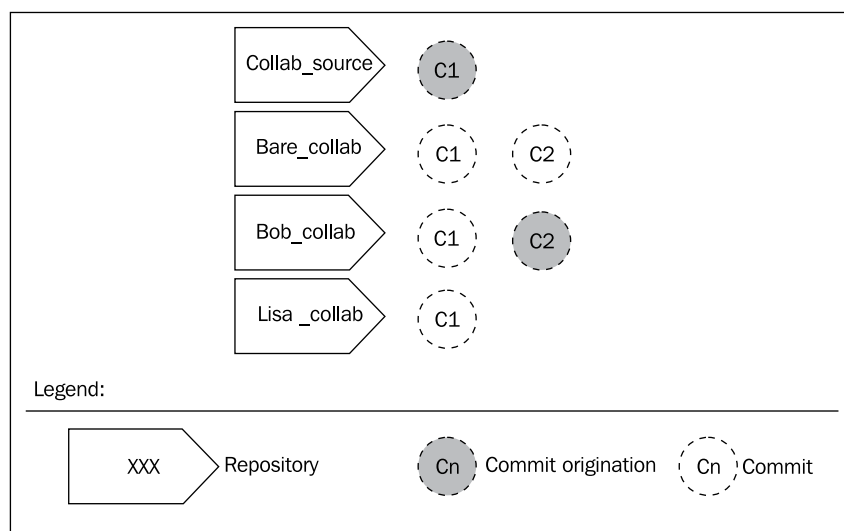 Collab_source C1
Bare_collab C1 C2
Bob_collab C1 C2
Lisa _collab C1
Legend:
XXX Repository Cn Commit origination Cn Commit